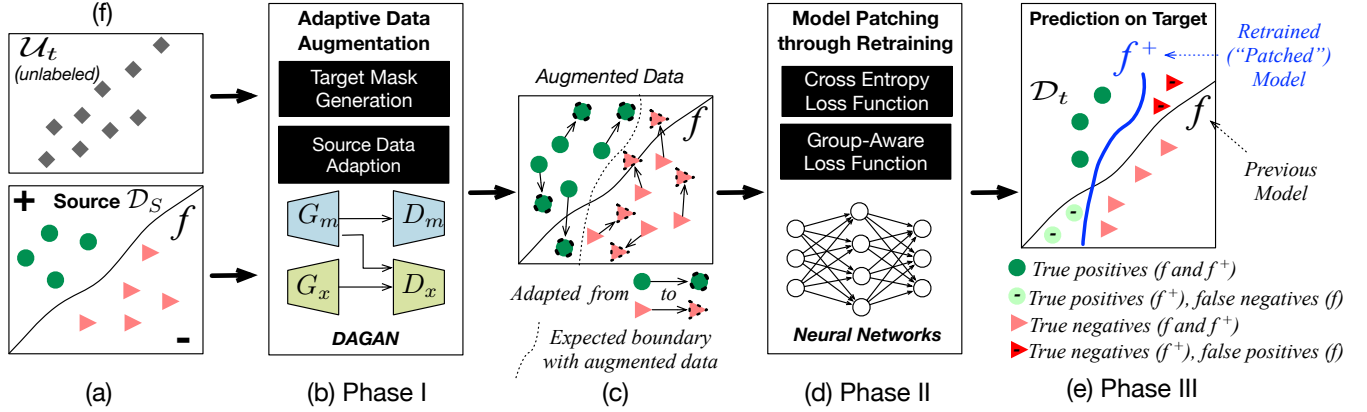 (f)
𝒰ₜ
(unlabeled)
+ Source 𝒟_S
f
-
(a)
Adaptive Data
Augmentation
Target Mask
Generation
Source Data
Adaption
G_m D_m
G_x D_x
DAGAN
(b) Phase I
Augmented Data
f
Adapted from to
Expected boundary
with augmented data
(c)
Model Patching
through Retraining
Cross Entropy
Loss Function
Group-Aware
Loss Function
Neural Networks
(d) Phase II
Prediction on Target
f⁺
𝒟ₜ
f
Retrained
(“Patched”)
Model
Previous
Model
True positives (f and f⁺)
- True positives (f⁺), false negatives (f)
True negatives (f and f⁺)
- True negatives (f⁺), false positives (f)
(e) Phase III